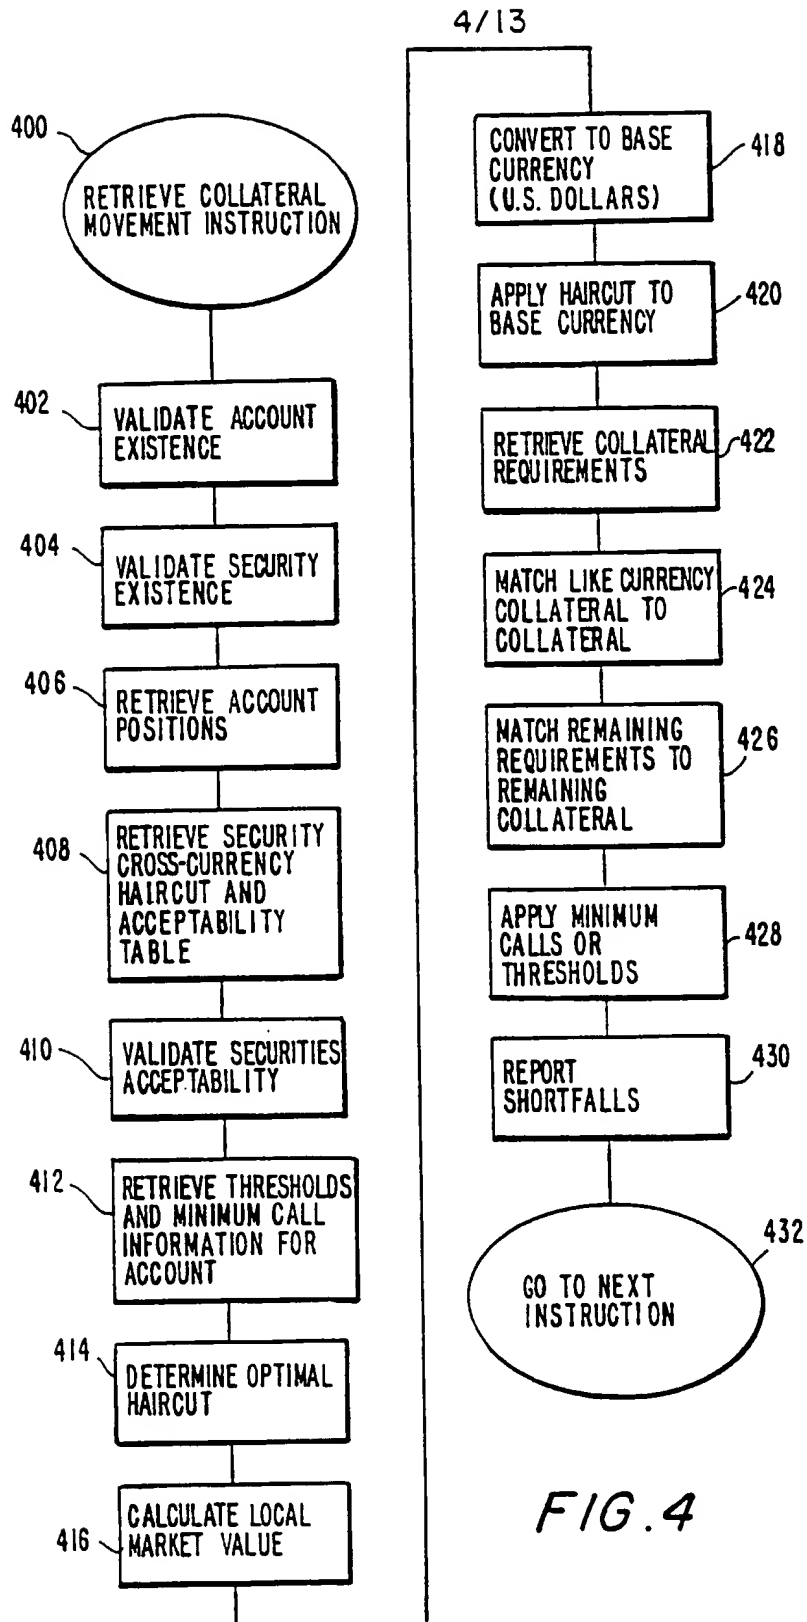 4/13
400
RETRIEVE COLLATERAL
MOVEMENT INSTRUCTION
402
VALIDATE ACCOUNT
EXISTENCE
404
VALIDATE SECURITY
EXISTENCE
406
RETRIEVE ACCOUNT
POSITIONS
408
RETRIEVE SECURITY
CROSS-CURRENCY
HAIRCUT AND
ACCEPTABILITY
TABLE
410
VALIDATE SECURITIES
ACCEPTABILITY
412
RETRIEVE THRESHOLDS
AND MINIMUM CALL
INFORMATION FOR
ACCOUNT
414
DETERMINE OPTIMAL
HAIRCUT
416
CALCULATE LOCAL
MARKET VALUE
CONVERT TO BASE
CURRENCY
(U.S. DOLLARS)
418
APPLY HAIRCUT TO
BASE CURRENCY
420
RETRIEVE COLLATERAL
REQUIREMENTS
422
MATCH LIKE CURRENCY
COLLATERAL TO
COLLATERAL
424
MATCH REMAINING
REQUIREMENTS TO
REMAINING
COLLATERAL
426
APPLY MINIMUM
CALLS OR
THRESHOLDS
428
REPORT
SHORTFALLS
430
GO TO NEXT
INSTRUCTION
432
FIG. 4